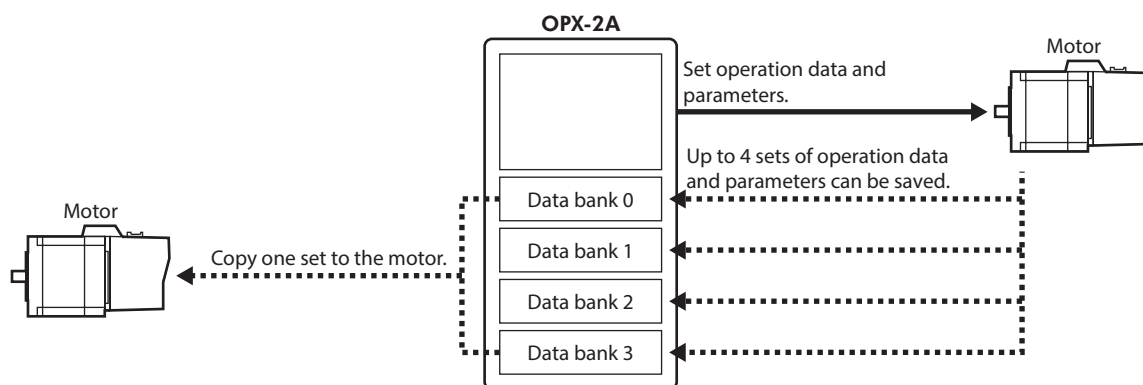 OPX-2A
Motor
Set operation data and
parameters.
Up to 4 sets of operation data
and parameters can be saved.
Data bank 0
Motor
Data bank 1
Copy one set to the motor.
Data bank 2
Data bank 3